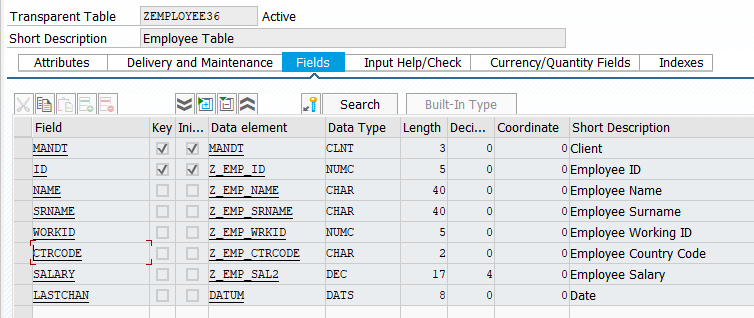 Transparent Table ZEMPLOYEE36 Active
Short Description Employee Table
Attributes Delivery and Maintenance Fields Input Help/Check Currency/Quantity Fields Indexes
Search Built-In Type
Field Key Ini... Data element Data Type Length Deci... Coordinate Short Description
MANDT MANDT CLNT 3 0 0 Client
ID Z_EMP_ID NUMC 5 0 0 Employee ID
NAME Z_EMP_NAME CHAR 40 0 0 Employee Name
SRNAME Z_EMP_SRNAME CHAR 40 0 0 Employee Surname
WORKID Z_EMP_WRKID NUMC 5 0 0 Employee Working ID
CTRCODE Z_EMP_CTRCODE CHAR 2 0 0 Employee Country Code
SALARY Z_EMP_SAL2 DEC 17 4 0 Employee Salary
LASTCHAN DATUM DATS 8 0 0 Date